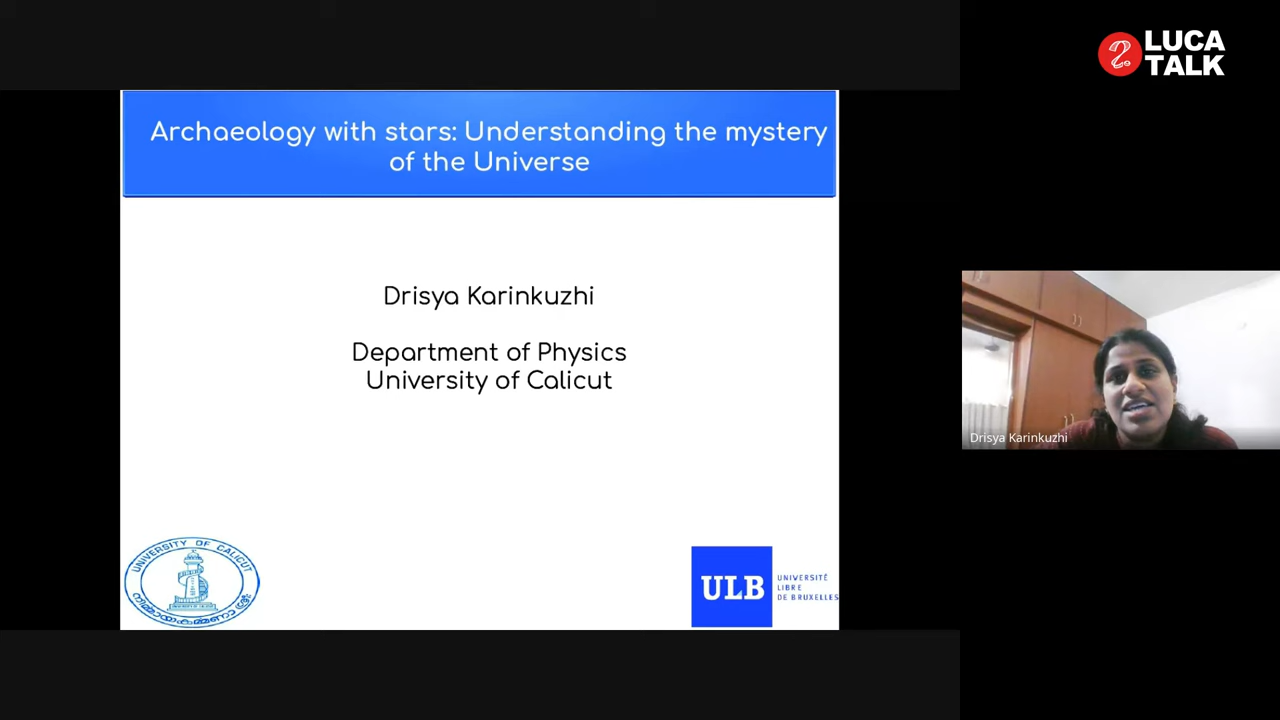 LUCA
TALK
Archaeology with stars: Understanding the mystery
of the Universe
Drisya Karinkuzhi
Department of Physics
University of Calicut
Drisya Karinkuzhi
UNIVERSITY OF CALICUT
ULB
UNIVERSITÉ
LIBRE
DE BRUXELLES